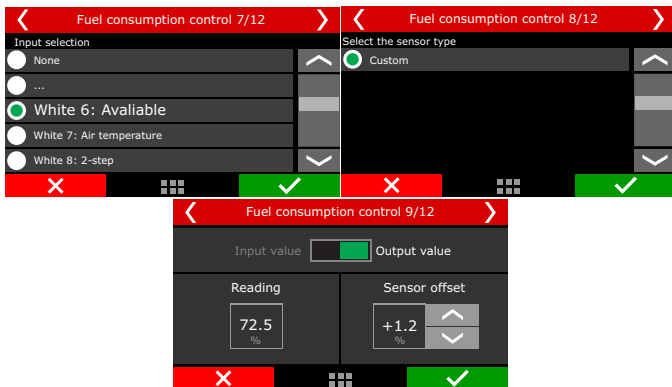 Fuel consumption control 7/12
Input selection
None
...
White 6: Avaliable
White 7: Air temperature
White 8: 2-step
Fuel consumption control 8/12
Select the sensor type
Custom
Fuel consumption control 9/12
Input value Output value
Reading Sensor offset
72.5 +1.2
% %